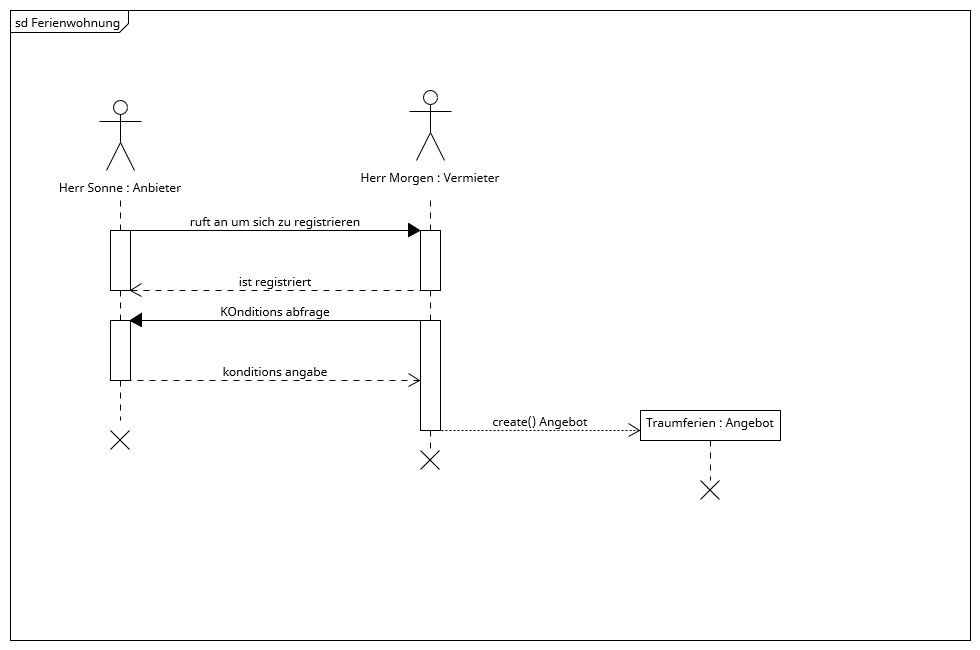 sd Ferienwohnung
Herr Sonne : Anbieter
Herr Morgen : Vermieter
ruft an um sich zu registrieren
ist registriert
KOnditions abfrage
konditions angabe
create() Angebot
Traumferien : Angebot